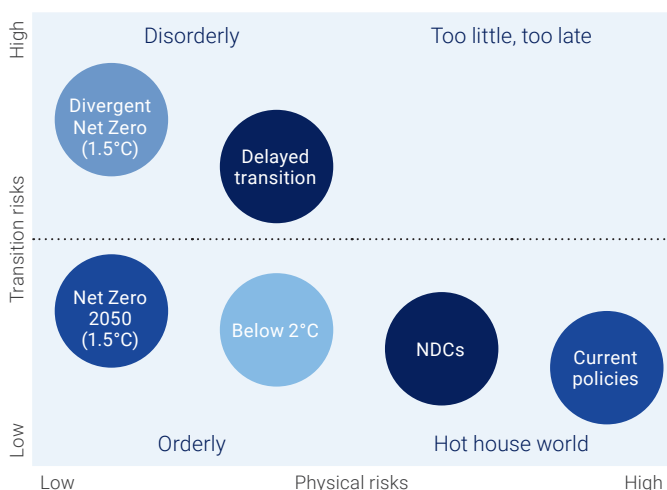 High
Disorderly
Too little, too late
Divergent
Net Zero
(1.5°C)
Delayed
transition
Transition risks
Net Zero
2050
(1.5°C)
Below 2°C
NDCs
Current
policies
Low
Orderly
Hot house world
Low
Physical risks
High